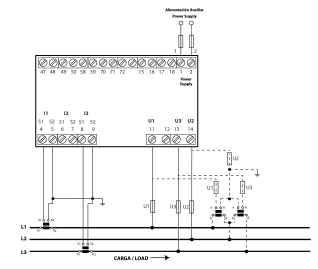 Alimentación Auxiliar
Power Supply
1 2
47 48 49 50 58 59 70 71 72 15 16 17 18 1 2
Power
Supply
I1 I2 I3 U1 U3 U2
S1 S2 S1 S2 S1 S2
4 5 6 7 8 9 11 12 13 14
U2
U1 U3
U1 U3 U2
L1
L2
L3
CARGA / LOAD